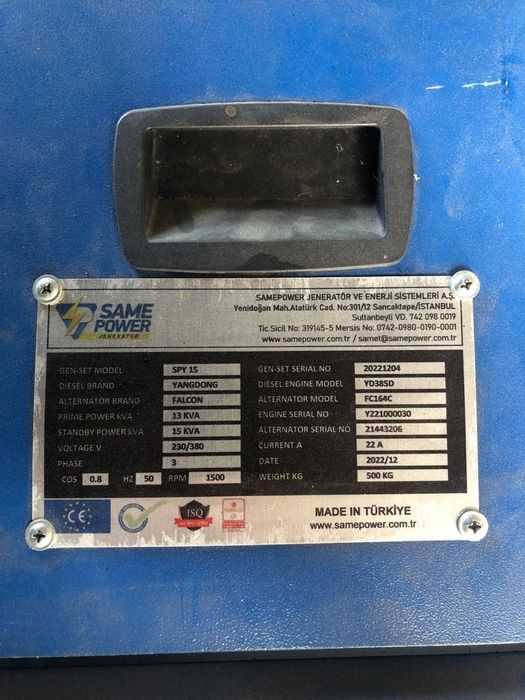 SAME
POWER
JENERATÖR
SAMEPOWER JENERATÖR VE ENERJİ SİSTEMLERİ A.Ş.
Yenidoğan Mah.Atatürk Cad. No:301/12 Sancaktepe/İSTANBUL
Sultanbeyli VD. 742 098 0019
Tic.Sicil No: 319145-5 Mersis No: 0742-0980-0190-0001
www.samepower.com.tr / samet@samepower.com.tr
GEN-SET MODEL SPY 15 GEN-SET SERIAL NO 20221204
DIESEL BRAND YANGDONG DIESEL ENGINE MODEL YD385D
ALTERNATOR BRAND FALCON ALTERNATOR MODEL FC164C
PRIME POWER kVA 13 KVA ENGINE SERIAL NO Y221000030
STANDBY POWER kVA 15 KVA ALTERNATOR SERIAL NO 21443206
VOLTAGE V 230/380 CURRENT A 22 A
PHASE 3 DATE 2022/12
COS 0.8 HZ 50 RPM 1500 WEIGHT KG 500 KG
CE
ISQ
MADE IN TÜRKİYE
www.samepower.com.tr